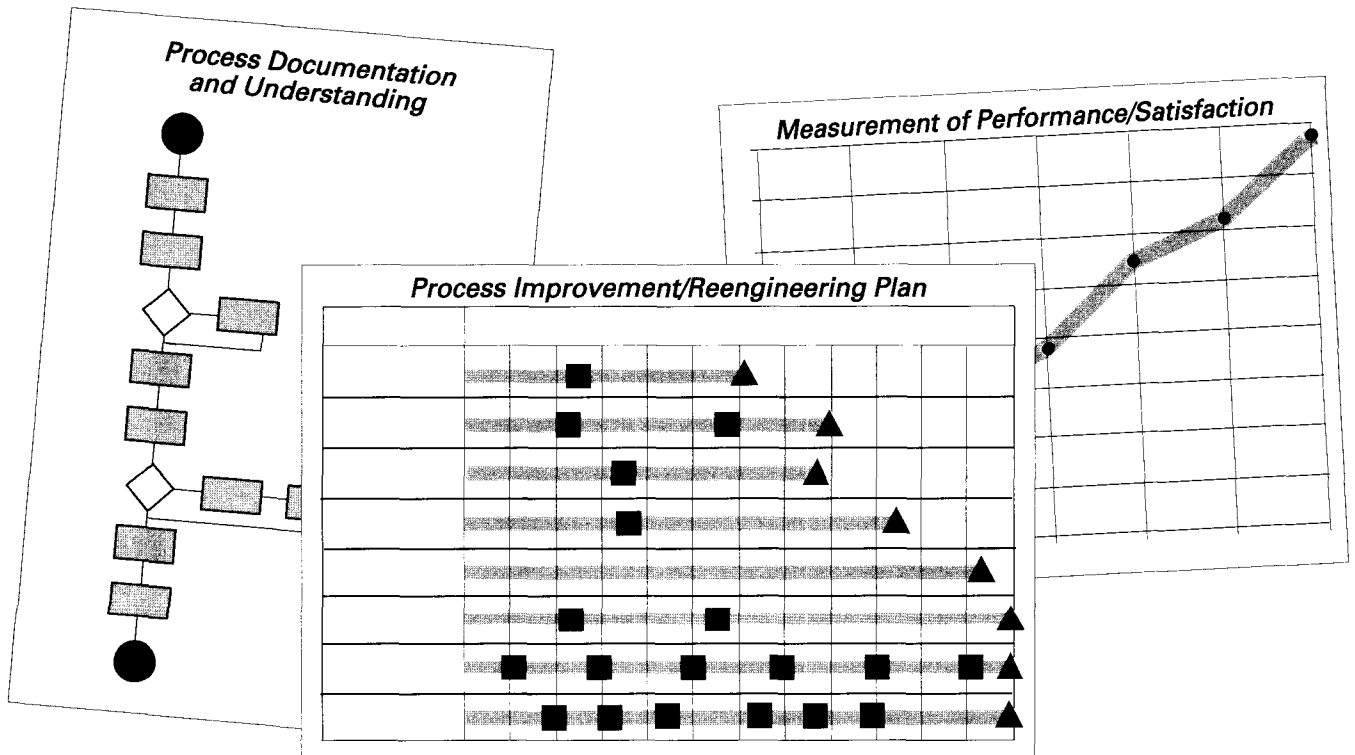 Process Documentation
and Understanding
Measurement of Performance/Satisfaction
Process Improvement/Reengineering Plan